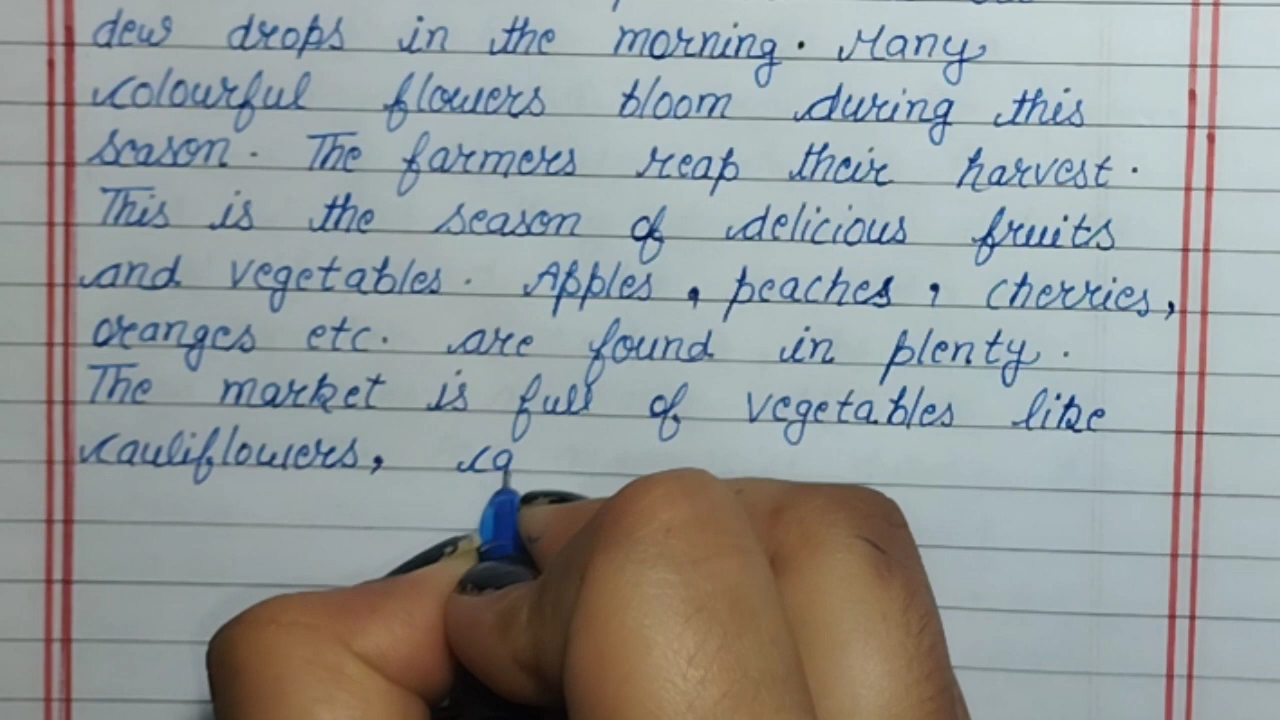 dew drops in the morning. Many
colourful flowers bloom during this
season. The farmers reap their harvest.
This is the season of delicious fruits
and vegetables. Apples, peaches, cherries,
oranges etc. are found in plenty.
The market is full of vegetables like
cauliflowers, ca